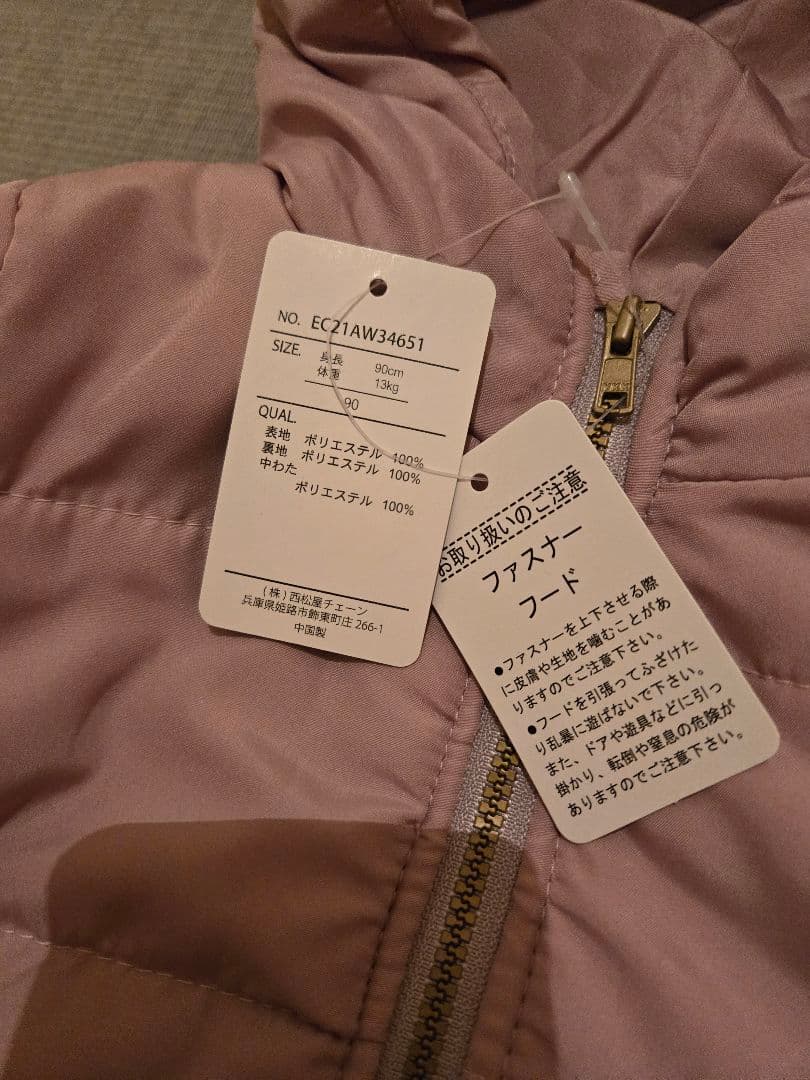 NO. EC21AW34651
SIZE. 身長 90cm
体重 13kg
90
QUAL.
表地 ポリエステル 100%
裏地 ポリエステル 100%
中わた
ポリエステル 100%
(株)西松屋チェーン
兵庫県姫路市飾東町庄 266-1
中国製
お取り扱いのご注意
ファスナー
フード
●ファスナーを上下させる際
に皮膚や生地を噛むことがあ
りますのでご注意下さい。
●フードを引張ってふざけた
り乱暴に遊ばないで下さい。
また、ドアや遊具などに引っ
掛かり、転倒や窒息の危険が
ありますのでご注意下さい。